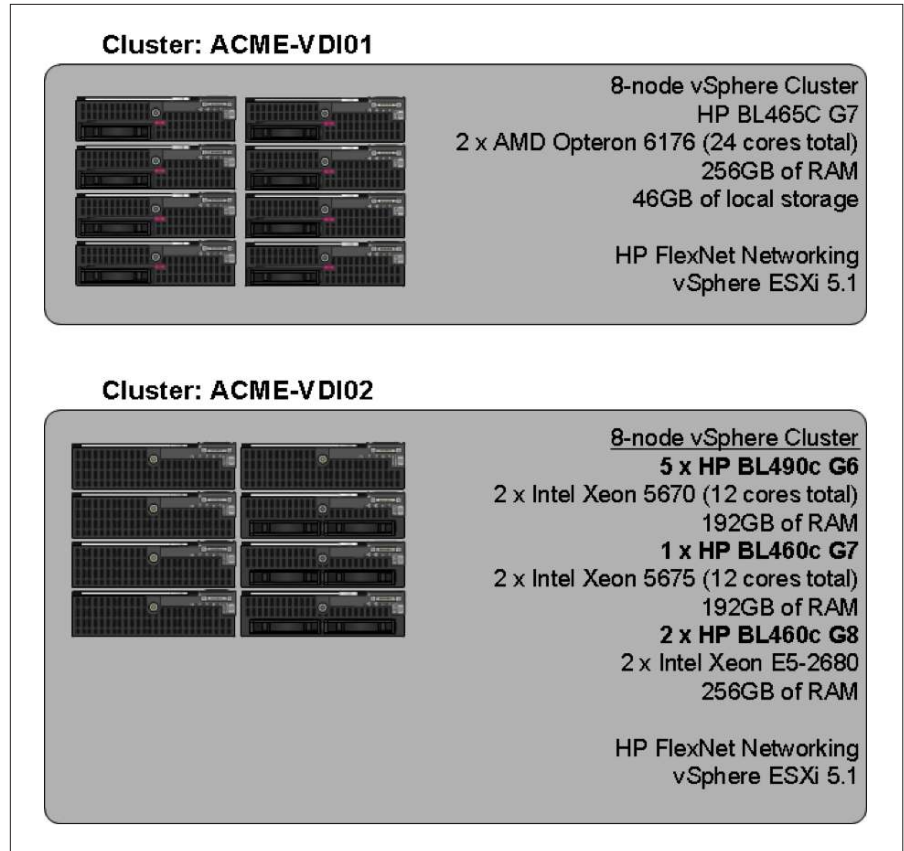 Cluster: ACME-VDI01
8-node vSphere Cluster
HP BL465C G7
2 x AMD Opteron 6176 (24 cores total)
256GB of RAM
46GB of local storage
HP FlexNet Networking
vSphere ESXi 5.1
Cluster: ACME-VDI02
8-node vSphere Cluster
5 x HP BL490c G6
2 x Intel Xeon 5670 (12 cores total)
192GB of RAM
1 x HP BL460c G7
2 x Intel Xeon 5675 (12 cores total)
192GB of RAM
2 x HP BL460c G8
2 x Intel Xeon E5-2680
256GB of RAM
HP FlexNet Networking
vSphere ESXi 5.1